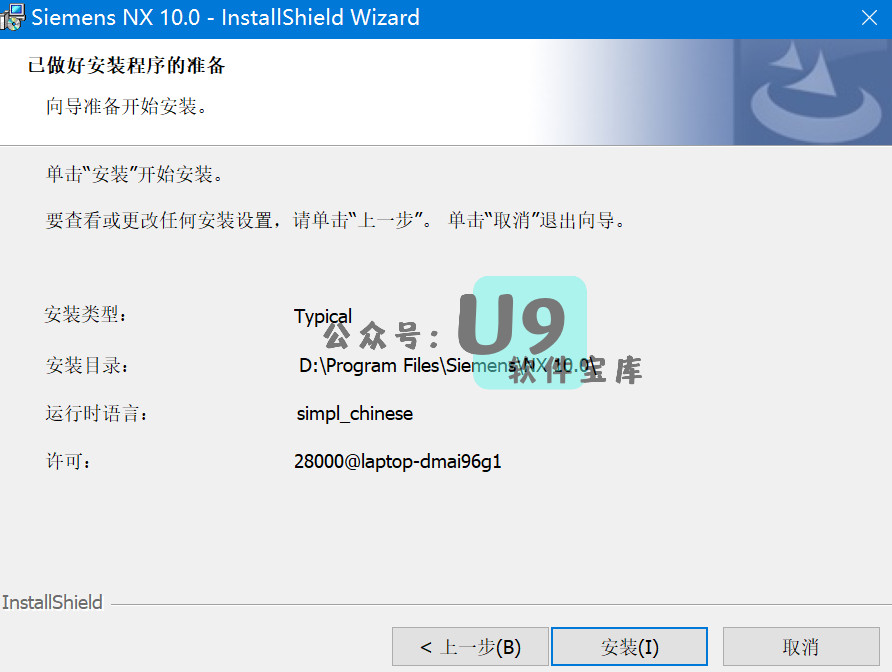 Siemens NX 10.0 - InstallShield Wizard
已做好安装程序的准备
向导准备开始安装。
单击“安装”开始安装。
要查看或更改任何安装设置，请单击“上一步”。 单击“取消”退出向导。
安装类型： Typical
公众号：U9
软件宝库
安装目录： D:\Program Files\Siemens\NX 10.0\
运行时语言： simpl_chinese
许可： 28000@laptop-dmai96g1
InstallShield
< 上一步(B) 安装(I) 取消